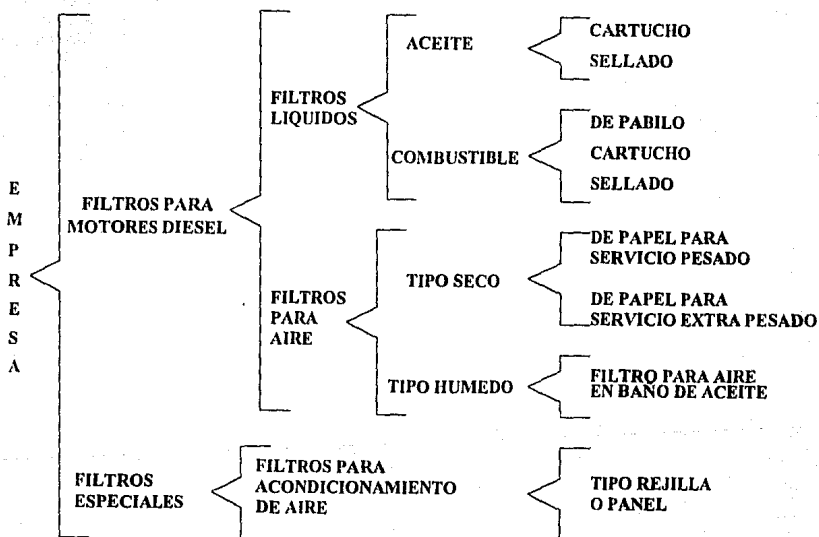 EMPRESA
FILTROS PARA
MOTORES DIESEL
FILTROS
LIQUIDOS
ACEITE
CARTUCHO
SELLADO
COMBUSTIBLE
DE PABILO
CARTUCHO
SELLADO
FILTROS
PARA
AIRE
TIPO SECO
DE PAPEL PARA
SERVICIO PESADO
DE PAPEL PARA
SERVICIO EXTRA PESADO
TIPO HUMEDO
FILTRO PARA AIRE
EN BAÑO DE ACEITE
FILTROS
ESPECIALES
FILTROS PARA
ACONDICIONAMIENTO
DE AIRE
TIPO REJILLA
O PANEL